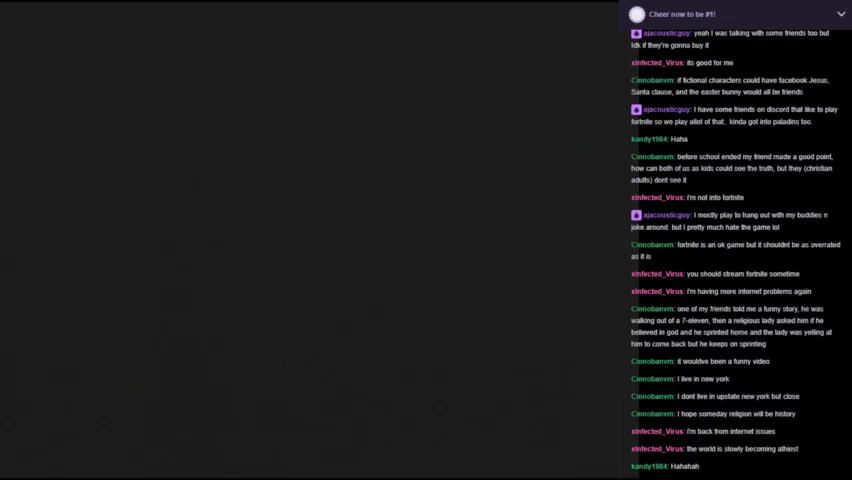 Cheer now to be #1!
ajacousticguy: yeah I was talking with some friends too but
Idk if they're gonna buy it
xInfected_Virus: its good for me
Cinnobanvm: if fictional characters could have facebook Jesus,
Santa clause, and the easter bunny would all be friends
ajacousticguy: I have some friends on discord that like to play
fortnite so we play allot of that.. kinda got into paladins too.
kandy1984: Haha
Cinnobanvm: before school ended my friend made a good point,
how can both of us as kids could see the truth, but they (christian
adults) dont see it
xInfected_Virus: i'm not into fortnite
ajacousticguy: I mostly play to hang out with my buddies n
joke around. but I pretty much hate the game lol
Cinnobanvm: fortnite is an ok game but it shouldnt be as overrated
as it is
xInfected_Virus: you should stream fortnite sometime
xInfected_Virus: i'm having more internet problems again
Cinnobanvm: one of my friends told me a funny story, he was
walking out of a 7-eleven, then a religious lady asked him if he
believed in god and he sprinted home and the lady was yelling at
him to come back but he keeps on sprinting
Cinnobanvm: it wouldve been a funny video
Cinnobanvm: I live in new york
Cinnobanvm: I dont live in upstate new york but close
Cinnobanvm: I hope someday religion will be history
xInfected_Virus: i'm back from internet issues
xInfected_Virus: the world is slowly becoming athiest
kandy1984: Hahahah